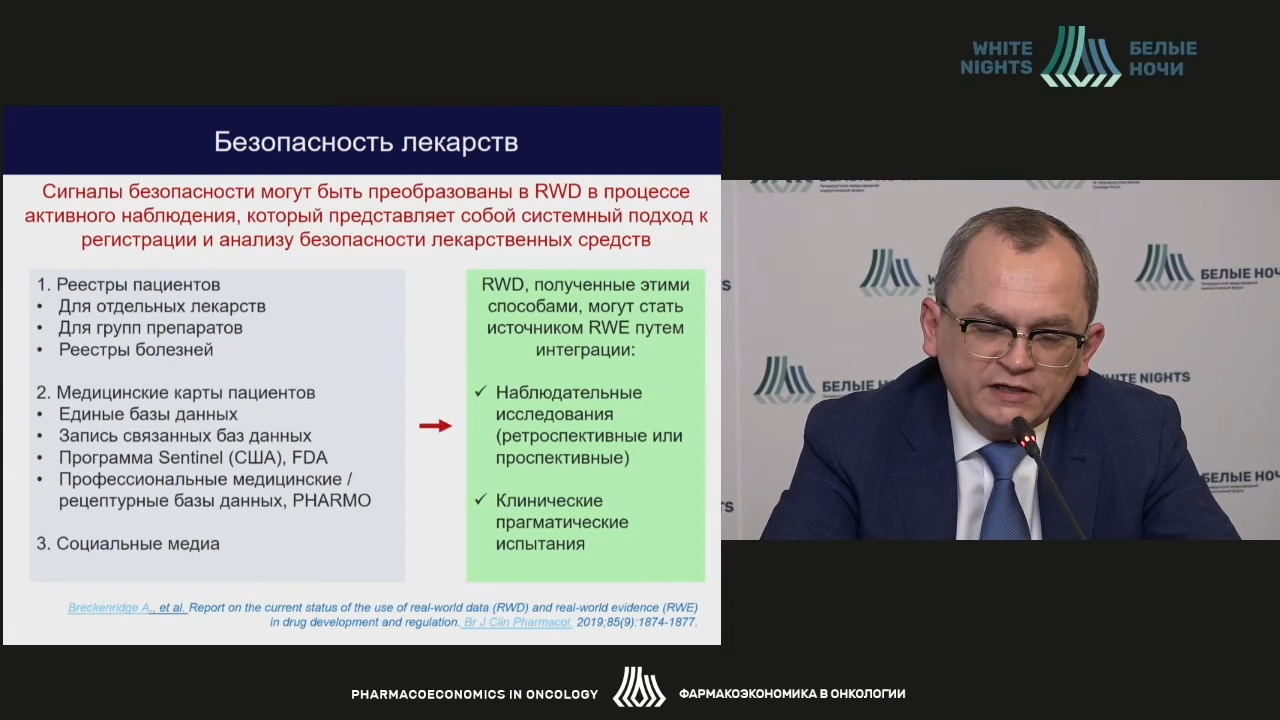 WHITE
NIGHTS
БЕЛЫЕ
НОЧИ
Безопасность лекарств
Сигналы безопасности могут быть преобразованы в RWD в процессе
активного наблюдения, который представляет собой системный подход к
регистрации и анализу безопасности лекарственных средств
1. Реестры пациентов
• Для отдельных лекарств
• Для групп препаратов
• Реестры болезней
2. Медицинские карты пациентов
• Единые базы данных
• Запись связанных баз данных
• Программа Sentinel (США), FDA
• Профессиональные медицинские /
рецептурные базы данных, PHARMO
3. Социальные медиа
RWD, полученные этими
способами, могут стать
источником RWE путем
интеграции:
✓ Наблюдательные
исследования
(ретроспективные или
проспективные)
✓ Клинические
прагматические
испытания
Breckenridge A., et al. Report on the current status of the use of real-world data (RWD) and real-world evidence (RWE)
in drug development and regulation. Br J Clin Pharmacol. 2019;85(9):1874-1877.
БЕЛЫЕ НОЧ
БЕЛЫЕ НО
WHITE NIGHTS
БЕЛЫЕ НОЧ
PHARMACOECONOMICS IN ONCOLOGY
ФАРМАКОЭКОНОМИКА В ОНКОЛОГИИ